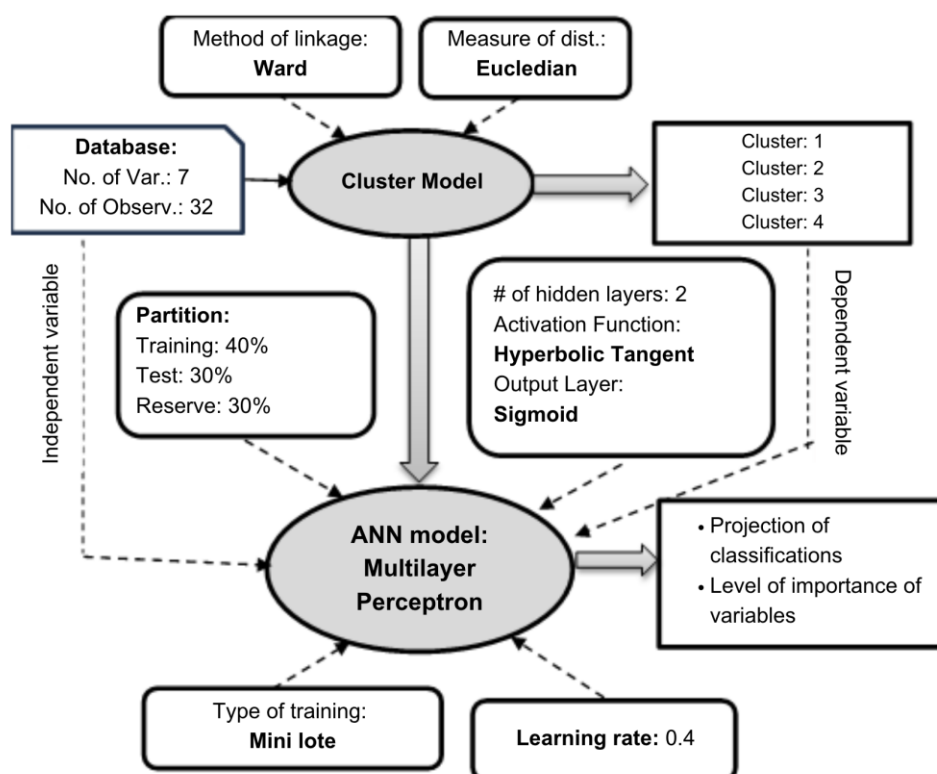 Method of linkage:
Ward
Measure of dist.:
Eucledian
Database:
No. of Var.: 7
No. of Observ.: 32
Cluster Model
Cluster: 1
Cluster: 2
Cluster: 3
Cluster: 4
Independent variable
Partition:
Training: 40%
Test: 30%
Reserve: 30%
# of hidden layers: 2
Activation Function:
Hyperbolic Tangent
Output Layer:
Sigmoid
Dependent variable
ANN model:
Multilayer
Perceptron
• Projection of
classifications
• Level of importance of
variables
Type of training:
Mini lote
Learning rate: 0.4